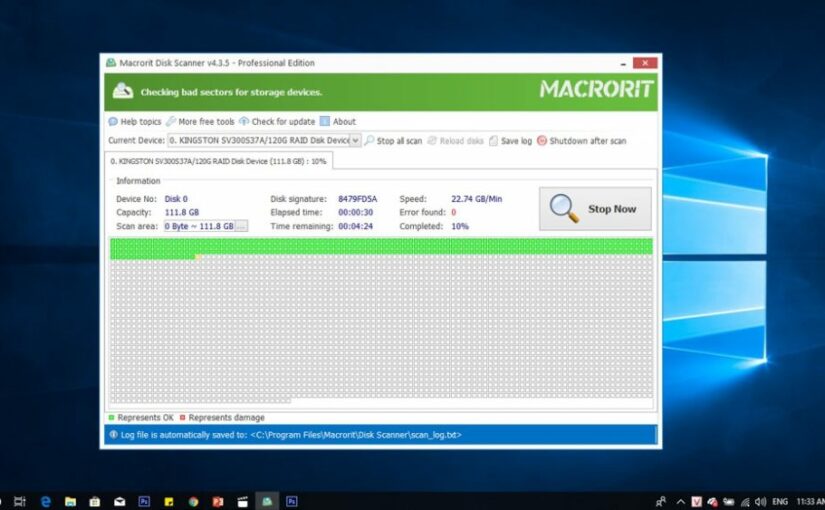 Macrorit Disk Scanner v4.3.5 - Professional Edition
Checking bad sectors for storage devices.
MACRORIT
Help topics More free tools Check for update About
Current Device: 0. KINGSTON SV300S37A/120G RAID Disk Device Stop all scan Reload disks Save log Shutdown after scan
0. KINGSTON SV300S37A/120G RAID Disk Device (111.8 GB) : 10%
Information
Device No: Disk 0 Disk signature: 8479FD5A Speed: 22.74 GB/Min
Capacity: 111.8 GB Elapsed time: 00:00:30 Error found: 0
Scan area: 0 Byte ~ 111.8 GB ... Time remaining: 00:04:24 Completed: 10%
Stop Now
Represents OK Represents damage
Log file is automatically saved to: <C:\Program Files\Macrorit\Disk Scanner\scan_log.txt>
ENG 11:33 AM